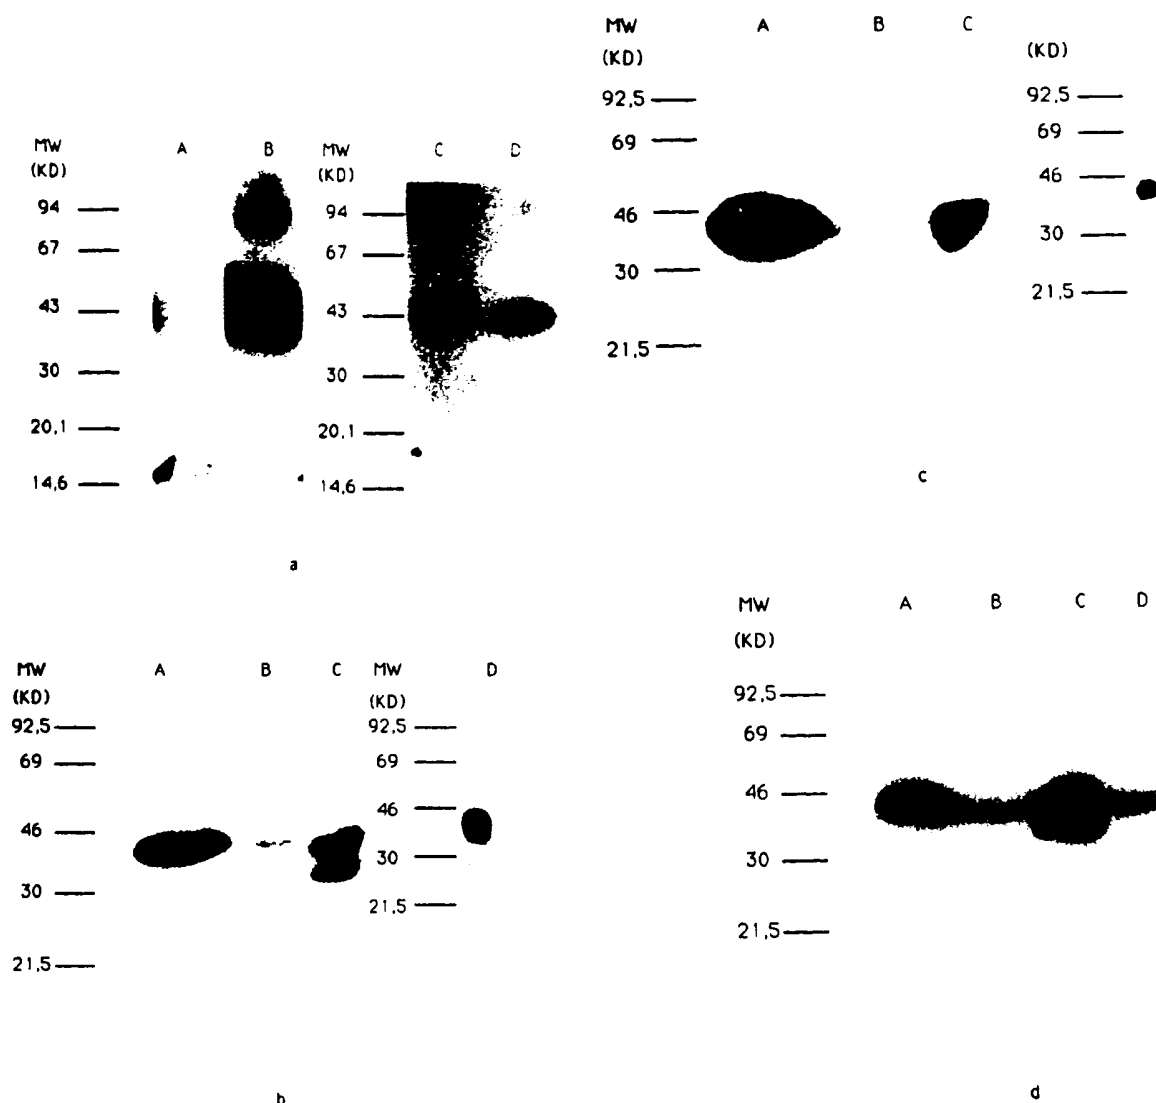 MW A B MW C D
(KD) (KD)
94 94
67 67
43 43
30 30
20,1 20,1
14,6 14,6
a
MW A B C
(KD) (KD)
92,5 92,5
69 69
46 46
30 30
21,5 21,5
c
MW A B C MW D
(KD) (KD)
92,5 92,5
69 69
46 46
30 30
21,5 21,5
b
MW A B C D
(KD)
92,5
69
46
30
21,5
d